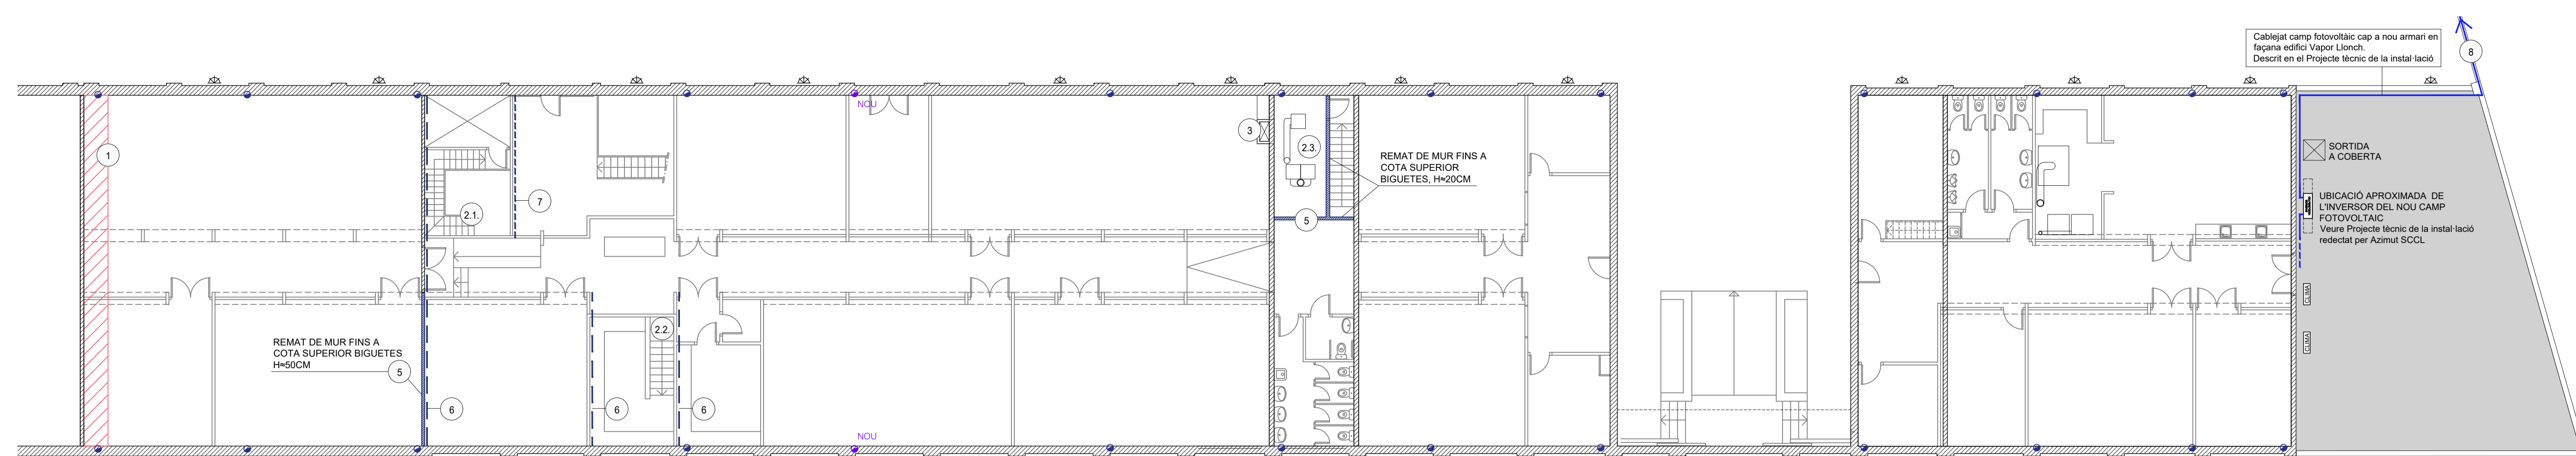 Cablejat camp fotovoltàic cap a nou armari en
façana edifici Vapor Llonch.
Descrit en el Projecte tècnic de la instal·lació
8
NOU
3
2.3.
1
REMAT DE MUR FINS A
COTA SUPERIOR
BIGUETES, H≈20CM
SORTIDA
A COBERTA
7
2.1.
5
UBICACIÓ APROXIMADA DE
L'INVERSOR DEL NOU CAMP
FOTOVOLTAIC
Veure Projecte tècnic de la instal·lació
redectat per Azimut SCCL
CLIMA
CLIMA
2.2.
REMAT DE MUR FINS A
COTA SUPERIOR BIGUETES
H≈50CM
5
6
6
6
NOU